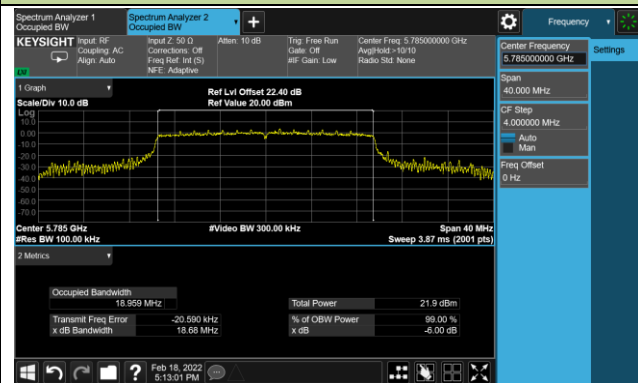 Spectrum Analyzer 1
Occupied BW
Spectrum Analyzer 2
Occupied BW
Frequency
KEYSIGHT
Input: RF
Coupling: AC
Align: Auto
Input Z: 50 Ω
Corrections: Off
Freq Ref: Int (S)
NFE: Adaptive
Atten: 10 dB
Trig: Free Run
Gate: Off
#IF Gain: Low
Center Freq: 5.785000000 GHz
Avg|Hold:>10/10
Radio Std: None
Center Frequency
5.785000000 GHz
Settings
Span
40.000 MHz
CF Step
4.000000 MHz
Auto
Man
Freq Offset
0 Hz
1 Graph
Scale/Div 10.0 dB
Ref Lvl Offset 22.40 dB
Ref Value 20.00 dBm
Log
10.0
0.00
-10.0
-20.0
-30.0
-40.0
-50.0
-60.0
-70.0
Center 5.785 GHz
#Res BW 100.00 kHz
#Video BW 300.00 kHz
Span 40 MHz
Sweep 3.87 ms (2001 pts)
2 Metrics
Occupied Bandwidth
18.959 MHz
Total Power 21.9 dBm
Transmit Freq Error -20.590 kHz
% of OBW Power 99.00 %
x dB Bandwidth 18.68 MHz
x dB -6.00 dB
Feb 18, 2022
5:13:01 PM